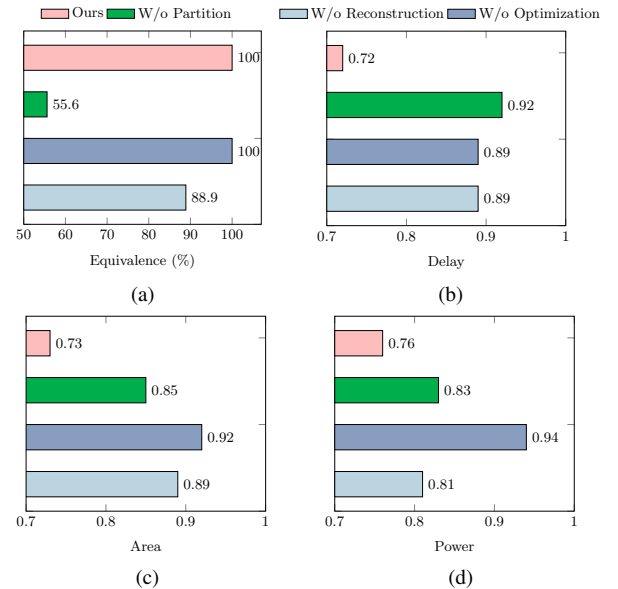 Ours W/o Partition W/o Reconstruction W/o Optimization
100
55.6
100
88.9
50 60 70 80 90 100
Equivalence (%)
(a)
0.72
0.92
0.89
0.89
0.7 0.8 0.9 1
Delay
(b)
0.73
0.85
0.92
0.89
0.7 0.8 0.9 1
Area
(c)
0.76
0.83
0.94
0.81
0.7 0.8 0.9 1
Power
(d)